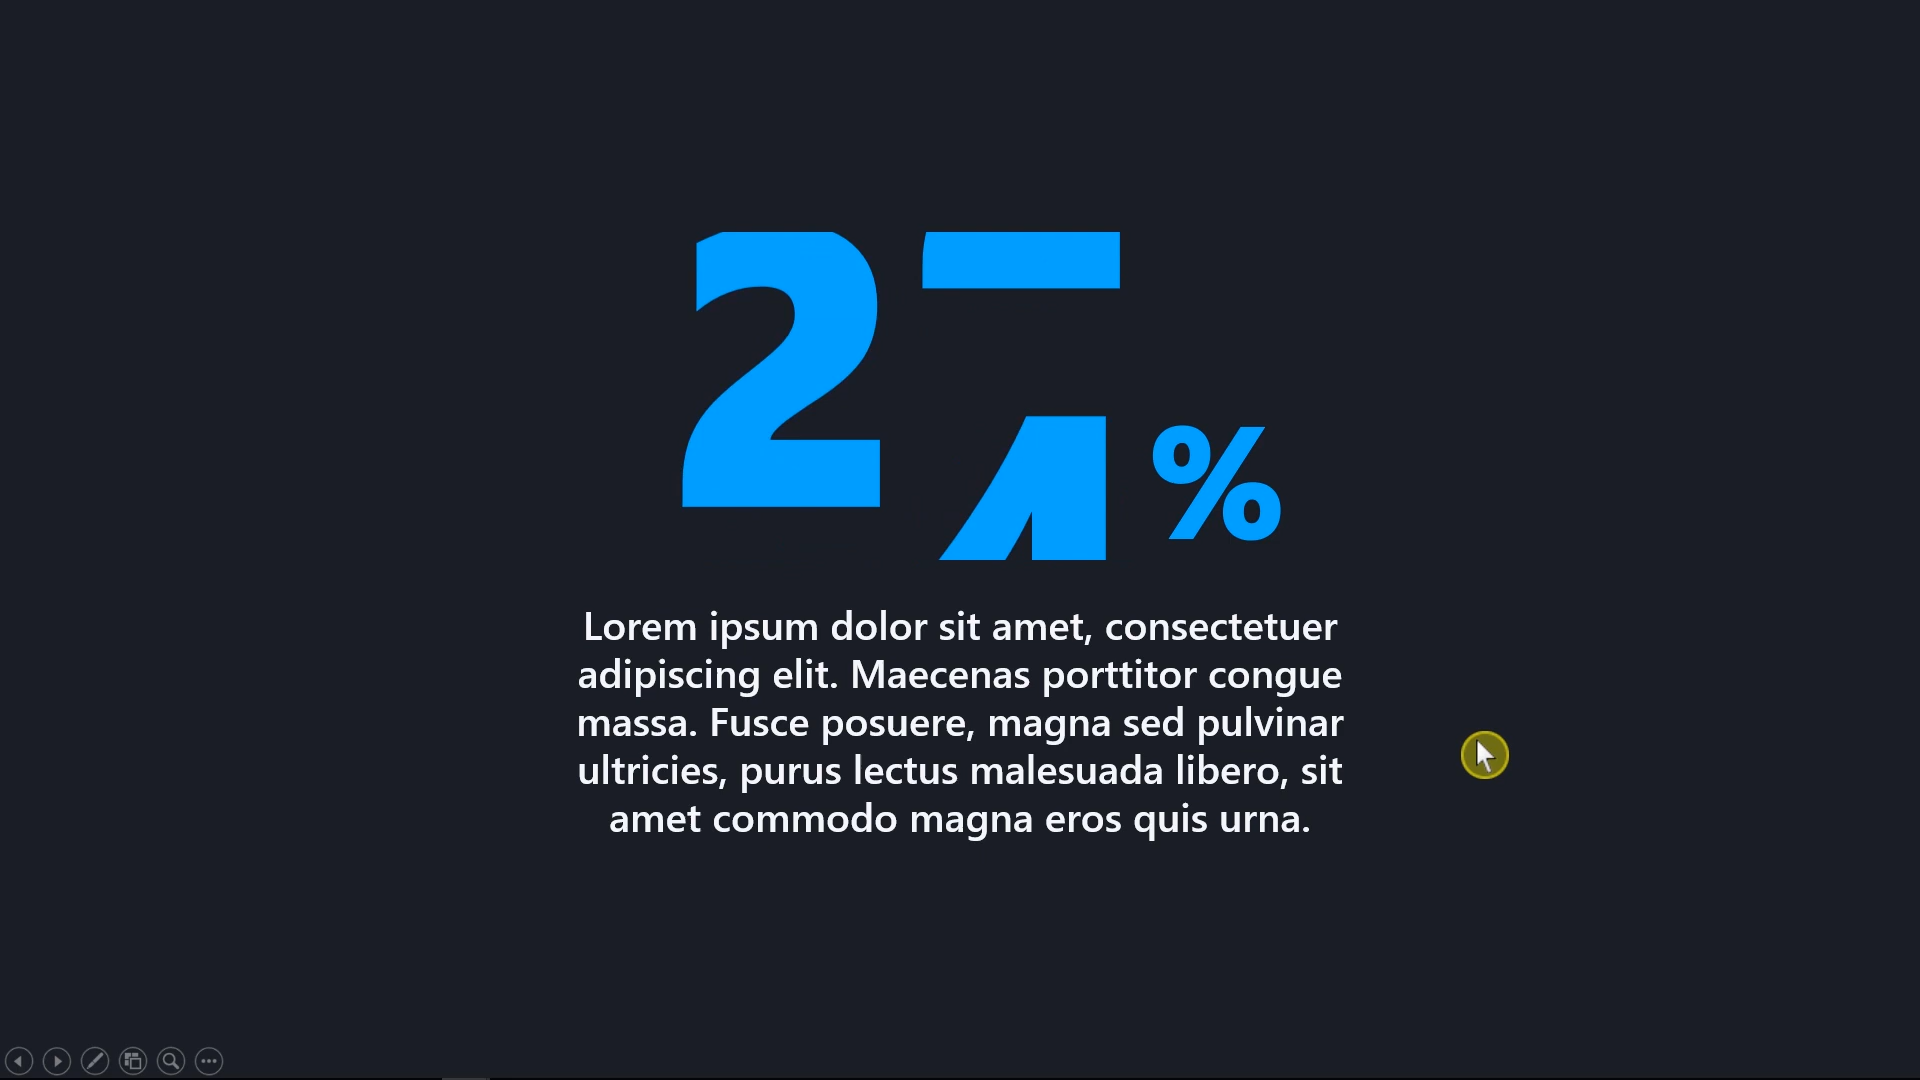 2 %
Lorem ipsum dolor sit amet, consectetuer
adipiscing elit. Maecenas porttitor congue
massa. Fusce posuere, magna sed pulvinar
ultricies, purus lectus malesuada libero, sit
amet commodo magna eros quis urna.